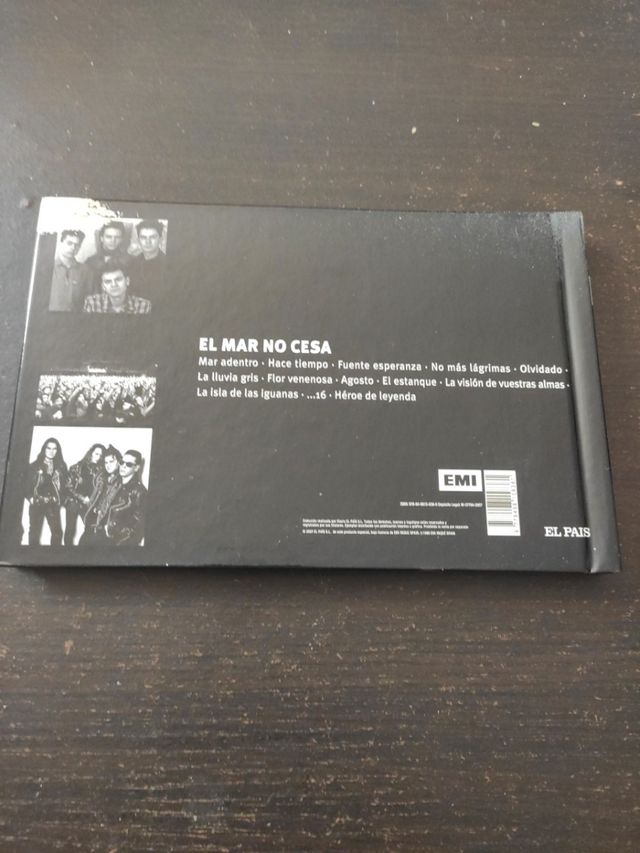 EL MAR NO CESA
Mar adentro · Hace tiempo · Fuente esperanza · No más lágrimas · Olvidado ·
La lluvia gris · Flor venenosa · Agosto · El estanque · La visión de vuestras almas ·
La isla de las iguanas · ...16 · Héroe de leyenda
EMI
EL PAIS